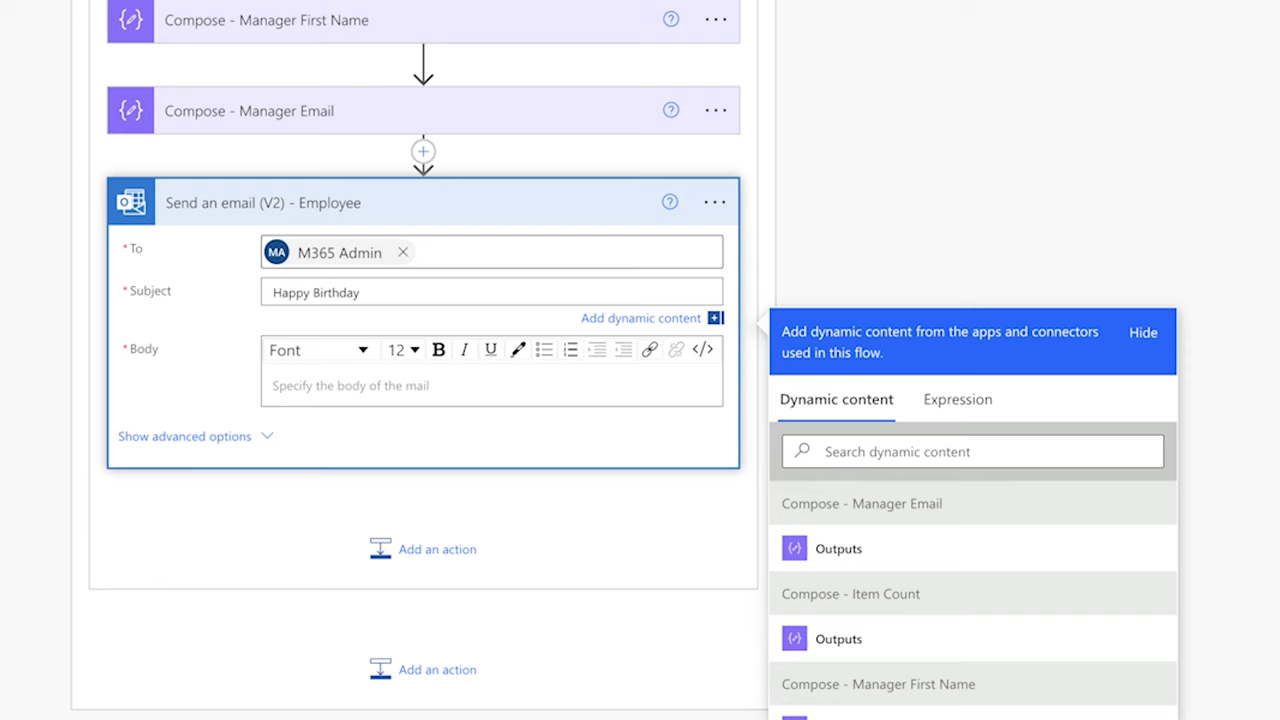 Compose - Manager First Name
Compose - Manager Email
Send an email (V2) - Employee
* To
MA M365 Admin
* Subject
Happy Birthday
Add dynamic content
* Body
Font 12 B I U </>
Specify the body of the mail
Show advanced options
Add an action
Add an action
Add dynamic content from the apps and connectors
used in this flow.
Hide
Dynamic content Expression
Search dynamic content
Compose - Manager Email
Outputs
Compose - Item Count
Outputs
Compose - Manager First Name